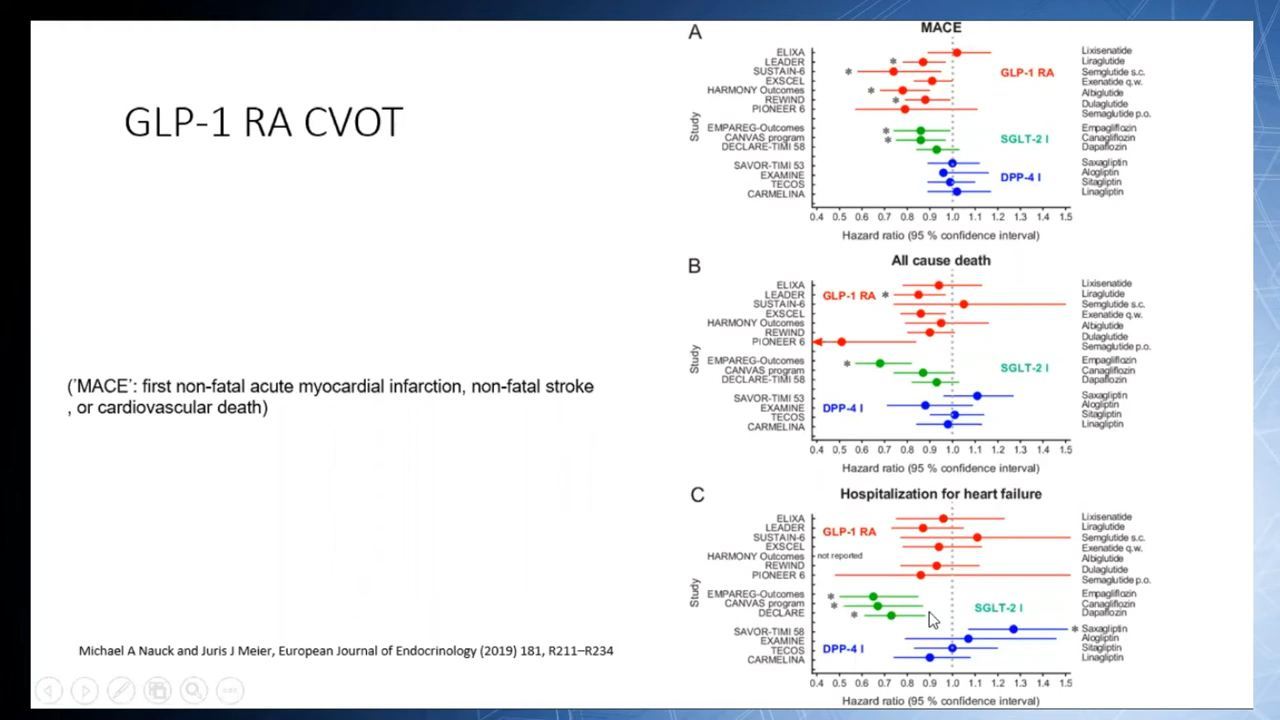 GLP-1 RA CVOT
('MACE': first non-fatal acute myocardial infarction, non-fatal stroke
, or cardiovascular death)
Michael A Nauck and Juris J Meier, European Journal of Endocrinology (2019) 181, R211–R234
A
MACE
Study
ELIXA Lixisenatide
LEADER * Liraglutide
SUSTAIN-6 * GLP-1 RA Semglutide s.c.
EXSCEL Exenatide q.w.
HARMONY Outcomes * Albiglutide
REWIND * Dulaglutide
PIONEER 6 Semaglutide p.o.
EMPAREG-Outcomes * Empagliflozin
CANVAS program * SGLT-2 I Canagliflozin
DECLARE-TIMI 58 Dapaflozin
SAVOR-TIMI 53 Saxagliptin
EXAMINE DPP-4 I Alogliptin
TECOS Sitagliptin
CARMELINA Linagliptin
0.4 0.5 0.6 0.7 0.8 0.9 1.0 1.1 1.2 1.3 1.4 1.5
Hazard ratio (95 % confidence interval)
B
All cause death
Study
ELIXA Lixisenatide
LEADER GLP-1 RA * Liraglutide
SUSTAIN-6 Semglutide s.c.
EXSCEL Exenatide q.w.
HARMONY Outcomes Albiglutide
REWIND Dulaglutide
PIONEER 6 Semaglutide p.o.
EMPAREG-Outcomes * Empagliflozin
CANVAS program SGLT-2 I Canagliflozin
DECLARE-TIMI 58 Dapaflozin
SAVOR-TIMI 53 Saxagliptin
EXAMINE DPP-4 I Alogliptin
TECOS Sitagliptin
CARMELINA Linagliptin
0.4 0.5 0.6 0.7 0.8 0.9 1.0 1.1 1.2 1.3 1.4 1.5
Hazard ratio (95 % confidence interval)
C
Hospitalization for heart failure
Study
ELIXA Lixisenatide
LEADER GLP-1 RA Liraglutide
SUSTAIN-6 Semglutide s.c.
EXSCEL Exenatide q.w.
HARMONY Outcomes not reported Albiglutide
REWIND Dulaglutide
PIONEER 6 Semaglutide p.o.
EMPAREG-Outcomes * Empagliflozin
CANVAS program * SGLT-2 I Canagliflozin
DECLARE * Dapaflozin
SAVOR-TIMI 58 * Saxagliptin
EXAMINE Alogliptin
TECOS DPP-4 I Sitagliptin
CARMELINA Linagliptin
0.4 0.5 0.6 0.7 0.8 0.9 1.0 1.1 1.2 1.3 1.4 1.5
Hazard ratio (95 % confidence interval)